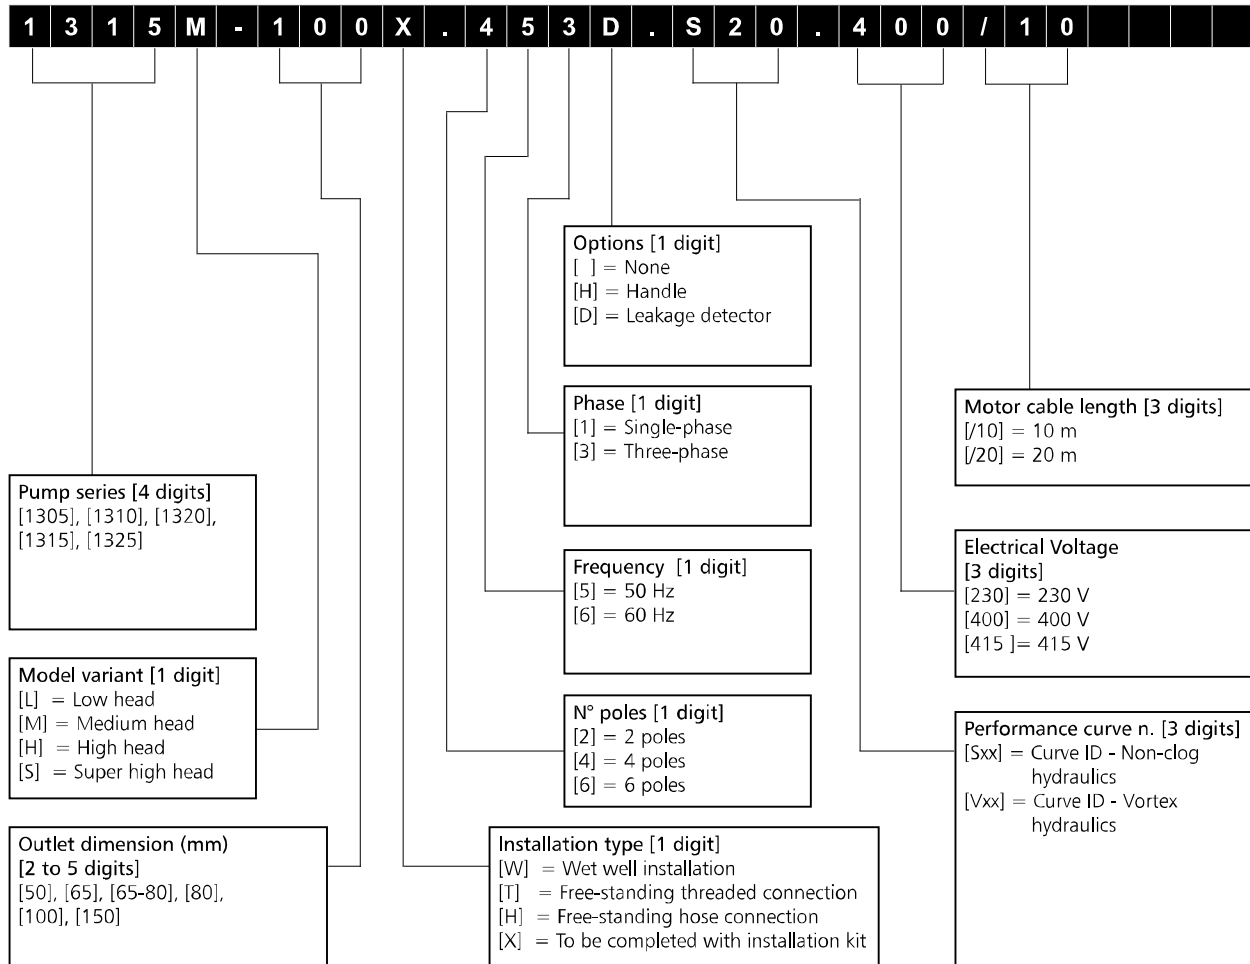 1315M-100X.453D.S20.400/10
Options [1 digit]
[ ] = None
[H] = Handle
[D] = Leakage detector
Phase [1 digit]
[1] = Single-phase
[3] = Three-phase
Motor cable length [3 digits]
[/10] = 10 m
[/20] = 20 m
Pump series [4 digits]
[1305], [1310], [1320],
[1315], [1325]
Frequency [1 digit]
[5] = 50 Hz
[6] = 60 Hz
Electrical Voltage
[3 digits]
[230] = 230 V
[400] = 400 V
[415 ]= 415 V
Model variant [1 digit]
[L] = Low head
[M] = Medium head
[H] = High head
[S] = Super high head
N° poles [1 digit]
[2] = 2 poles
[4] = 4 poles
[6] = 6 poles
Performance curve n. [3 digits]
[Sxx] = Curve ID - Non-clog
hydraulics
[Vxx] = Curve ID - Vortex
hydraulics
Outlet dimension (mm)
[2 to 5 digits]
[50], [65], [65-80], [80],
[100], [150]
Installation type [1 digit]
[W] = Wet well installation
[T] = Free-standing threaded connection
[H] = Free-standing hose connection
[X] = To be completed with installation kit